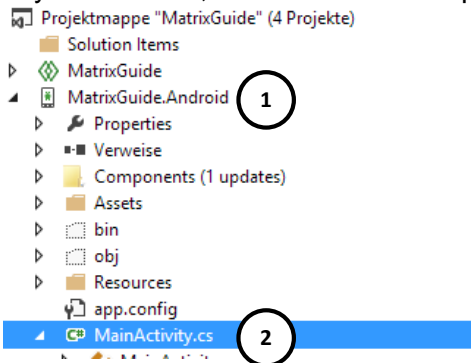 Projektmappe "MatrixGuide" (4 Projekte)
Solution Items
MatrixGuide
MatrixGuide.Android 1
Properties
Verweise
Components (1 updates)
Assets
bin
obj
Resources
app.config
C# MainActivity.cs 2